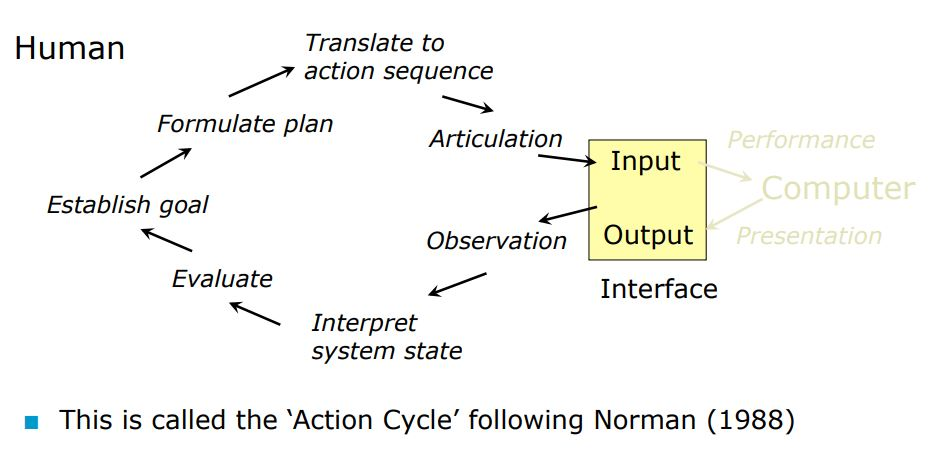 Human
Translate to
action sequence
Formulate plan
Articulation
Establish goal
Input
Performance
Computer
Observation
Output
Presentation
Evaluate
Interface
Interpret
system state
This is called the ‘Action Cycle’ following Norman (1988)